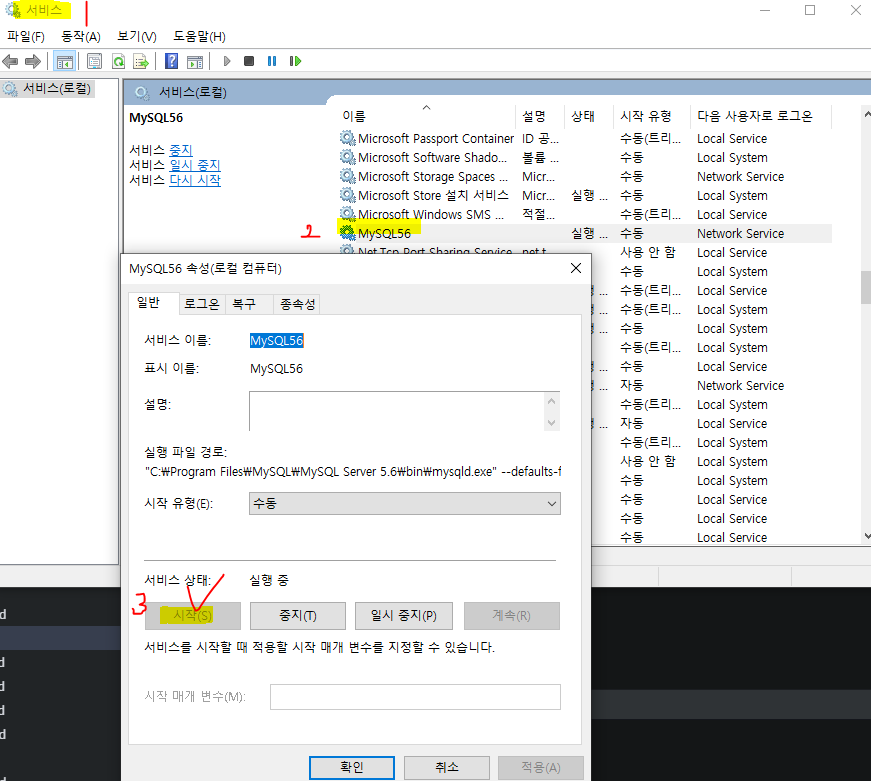 서비스
1
파일(F) 동작(A) 보기(V) 도움말(H)
서비스(로컬)
서비스(로컬)
MySQL56
서비스 중지
서비스 일시 중지
서비스 다시 시작
이름 설명 상태 시작 유형 다음 사용자로 로그온
Microsoft Passport Container ID 공... 수동(트리... Local Service
Microsoft Software Shado... 볼륨 ... 수동 Local System
Microsoft Storage Spaces ... Micr... 수동 Network Service
Microsoft Store 설치 서비스 Micr... 실행 ... 수동 Local System
Microsoft Windows SMS ... 적절... 수동(트리... Local Service
2
MySQL56 실행 ... 수동 Network Service
Net.Tcp Port Sharing Service 사용 안 함 Local Service
수동 Local System
수동(트리... Local Service
수동(트리... Local System
수동 Local System
수동(트리... Local System
수동 Local Service
자동 Network Service
수동(트리... Local System
자동 Local Service
수동(트리... Local System
사용 안 함 Local System
수동 Local System
수동 Local Service
수동 Local Service
수동 Local Service
MySQL56 속성(로컬 컴퓨터)
일반 로그온 복구 종속성
서비스 이름: MySQL56
표시 이름: MySQL56
설명:
실행 파일 경로:
"C:₩Program Files₩MySQL₩MySQL Server 5.6₩bin₩mysqld.exe" --defaults-f
시작 유형(E): 수동
서비스 상태: 실행 중
3
시작(S) 중지(T) 일시 중지(P) 계속(R)
서비스를 시작할 때 적용할 시작 매개 변수를 지정할 수 있습니다.
시작 매개 변수(M):
확인 취소 적용(A)
d
d
d
d
d
d